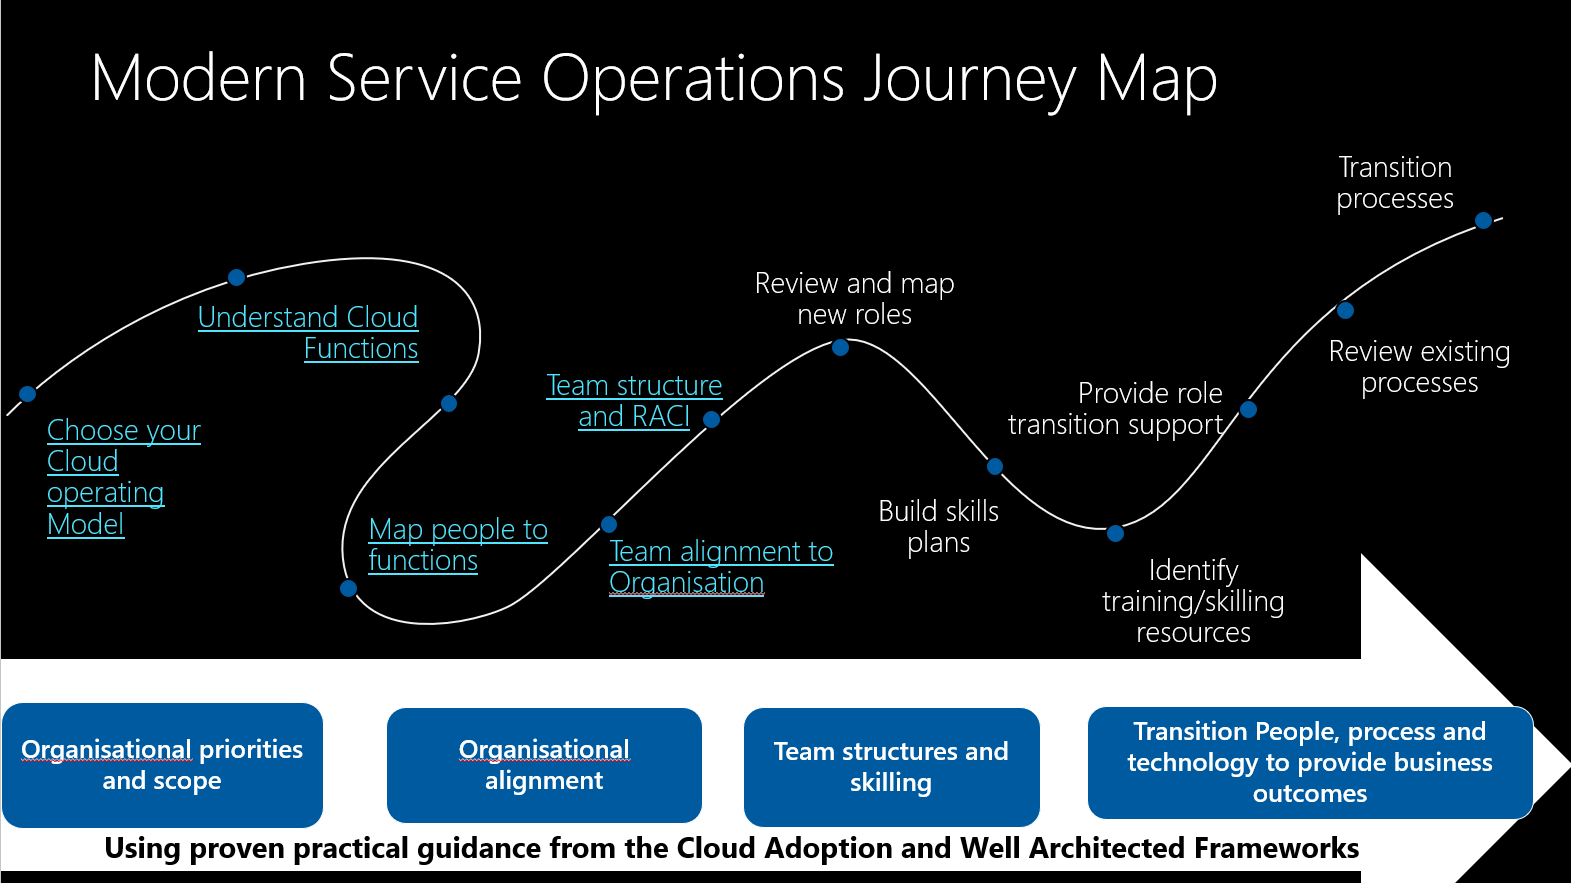 Modern Service Operations Journey Map
Transition
processes
Understand Cloud
Functions
Review and map
new roles
Choose your
Cloud
operating
Model
Team structure
and RACI
Provide role
transition support
Review existing
processes
Map people to
functions
Team alignment to
Organisation
Build skills
plans
Identify
training/skilling
resources
Organisational priorities
and scope
Organisational
alignment
Team structures and
skilling
Transition People, process and
technology to provide business
outcomes
Using proven practical guidance from the Cloud Adoption and Well Architected Frameworks